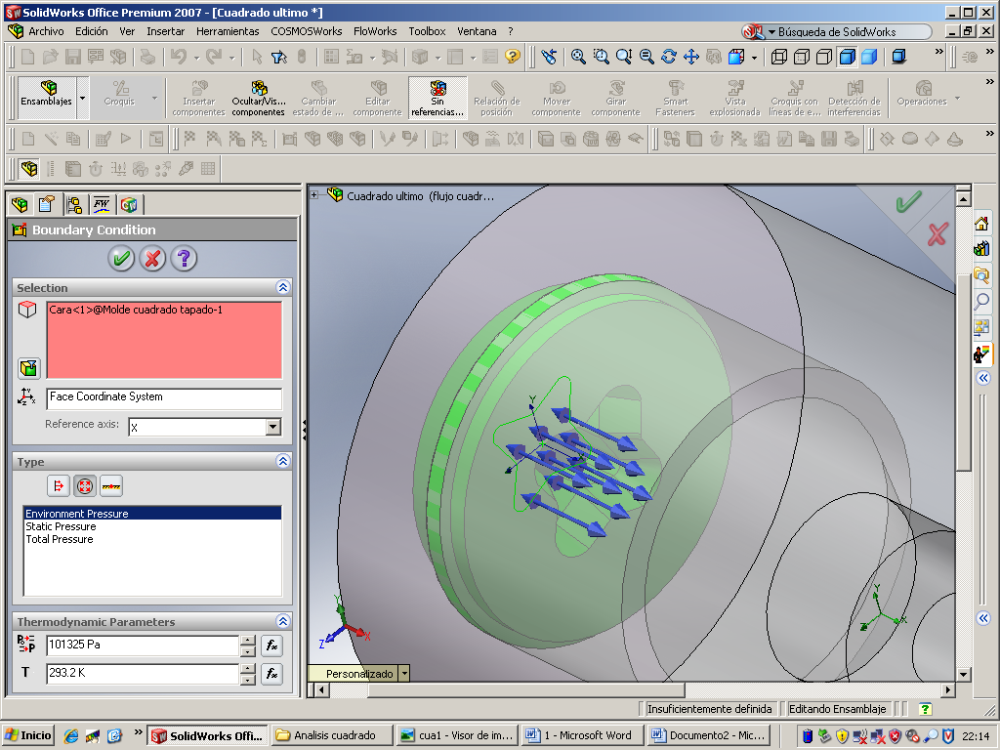 SolidWorks Office Premium 2007 - [Cuadrado ultimo *]
Archivo Edición Ver Insertar Herramientas COSMOSWorks FloWorks Toolbox Ventana ?
Búsqueda de SolidWorks
Ensamblajes
Croquis
Insertar componentes
Ocultar/Vis... componentes
Cambiar estado de ...
Editar componente
Sin referencias...
Relación de posición
Mover componente
Girar componente
Smart Fasteners
Vista explosionada
Croquis con líneas de e...
Detección de interferencias
Operaciones
Boundary Condition
Selection
Cara<1>@Molde cuadrado tapado-1
Face Coordinate System
Reference axis: X
Type
Environment Pressure
Static Pressure
Total Pressure
Thermodynamic Parameters
101325 Pa
T 293.2 K
Cuadrado ultimo (flujo cuadr...
Y
Y
X
Z
Y
X
Z
Personalizado
Insuficientemente definida
Editando Ensamblaje
Inicio
SolidWorks Offi...
Analisis cuadrado
cua1 - Visor de im...
1 - Microsoft Word
Documento2 - Mic...
22:14